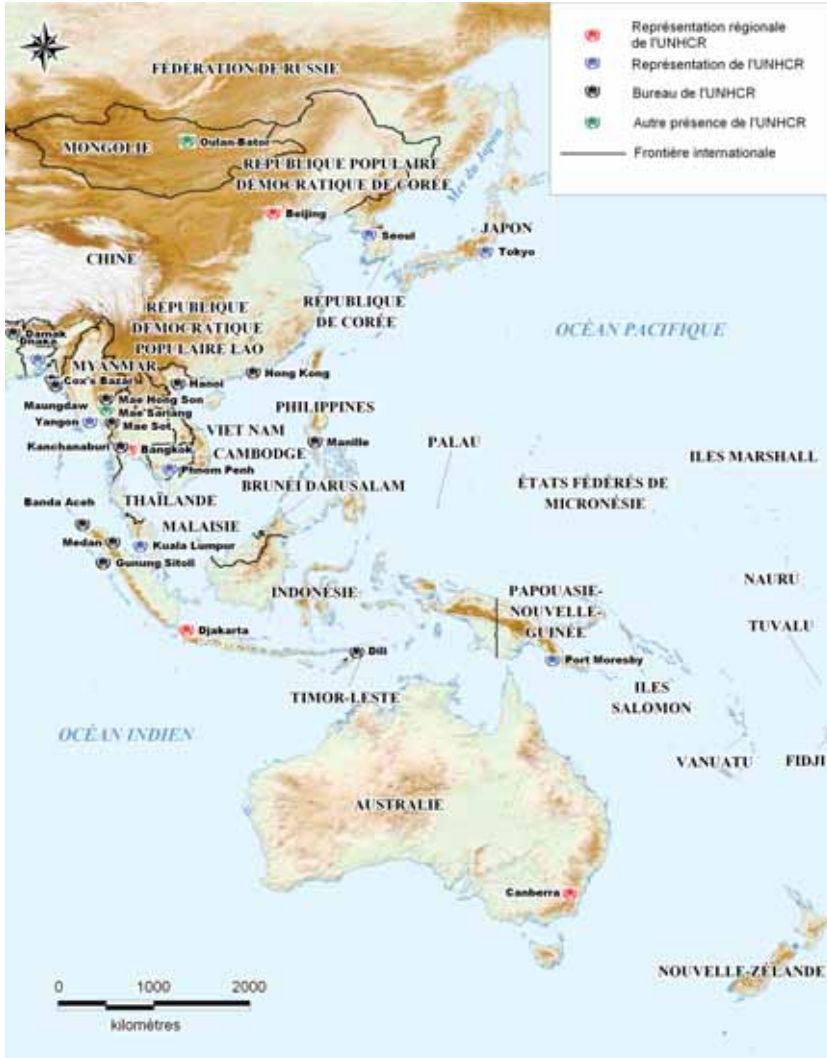 Représentation régionale
de l'UNHCR
Représentation de l'UNHCR
Bureau de l'UNHCR
Autre présence de l'UNHCR
Frontière internationale
FÉDÉRATION DE RUSSIE
MONGOLIE
Oulan-Bator
RÉPUBLIQUE POPULAIRE
DÉMOCRATIQUE DE CORÉE
Mer du Japon
Beijing
Seoul
JAPON
Tokyo
CHINE
RÉPUBLIQUE
DE CORÉE
RÉPUBLIQUE
DÉMOCRATIQUE
POPULAIRE LAO
OCÉAN PACIFIQUE
Damak
Dhaka
MYANMAR
Cox's Bazar
Hanoi
Hong Kong
Maungdaw
Mae Hong Son
Mae Sariang
Yangon
Mae Sot
PHILIPPINES
VIET NAM
Kanchanaburi
Bangkok
CAMBODGE
Manille
PALAU
ILES MARSHALL
Phnom Penh
BRUNÉI DARUSALAM
ÉTATS FÉDÉRÉS DE
MICRONÉSIE
Banda Aceh
THAÏLANDE
MALAISIE
Medan
Kuala Lumpur
Gunung Sitoli
INDONÉSIE
PAPOUASIE-
NOUVELLE-
GUINÉE
NAURU
TUVALU
Djakarta
Dili
Port Moresby
TIMOR-LESTE
ILES
SALOMON
OCÉAN INDIEN
VANUATU
FIDJI
AUSTRALIE
Canberra
NOUVELLE-ZÉLANDE
0 1000 2000
kilomètres